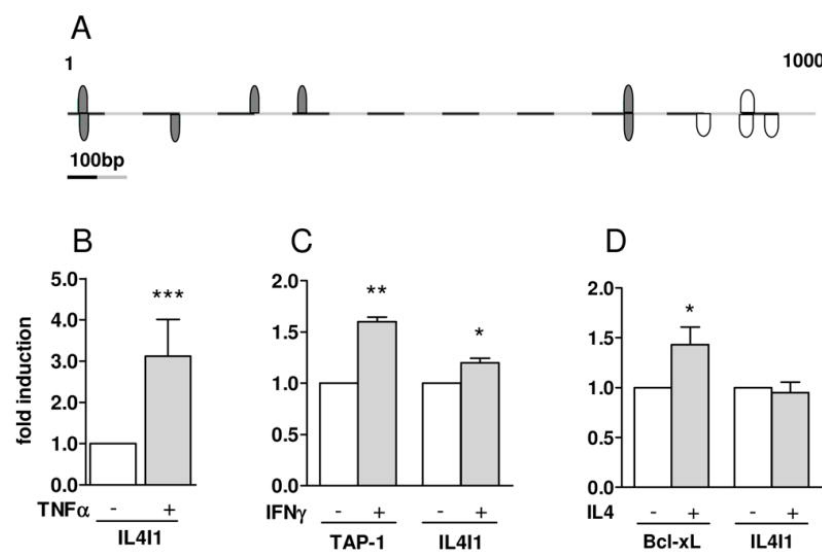 A
1 1000
100bp
B C D
fold induction
5.0
4.0
3.0
2.0
1.0
0.0
***
TNFα - +
IL4I1
2.0
1.5
1.0
0.5
0.0
**
*
IFNγ - + - +
TAP-1 IL4I1
2.0
1.5
1.0
0.5
0.0
*
IL4 - + - +
Bcl-xL IL4I1